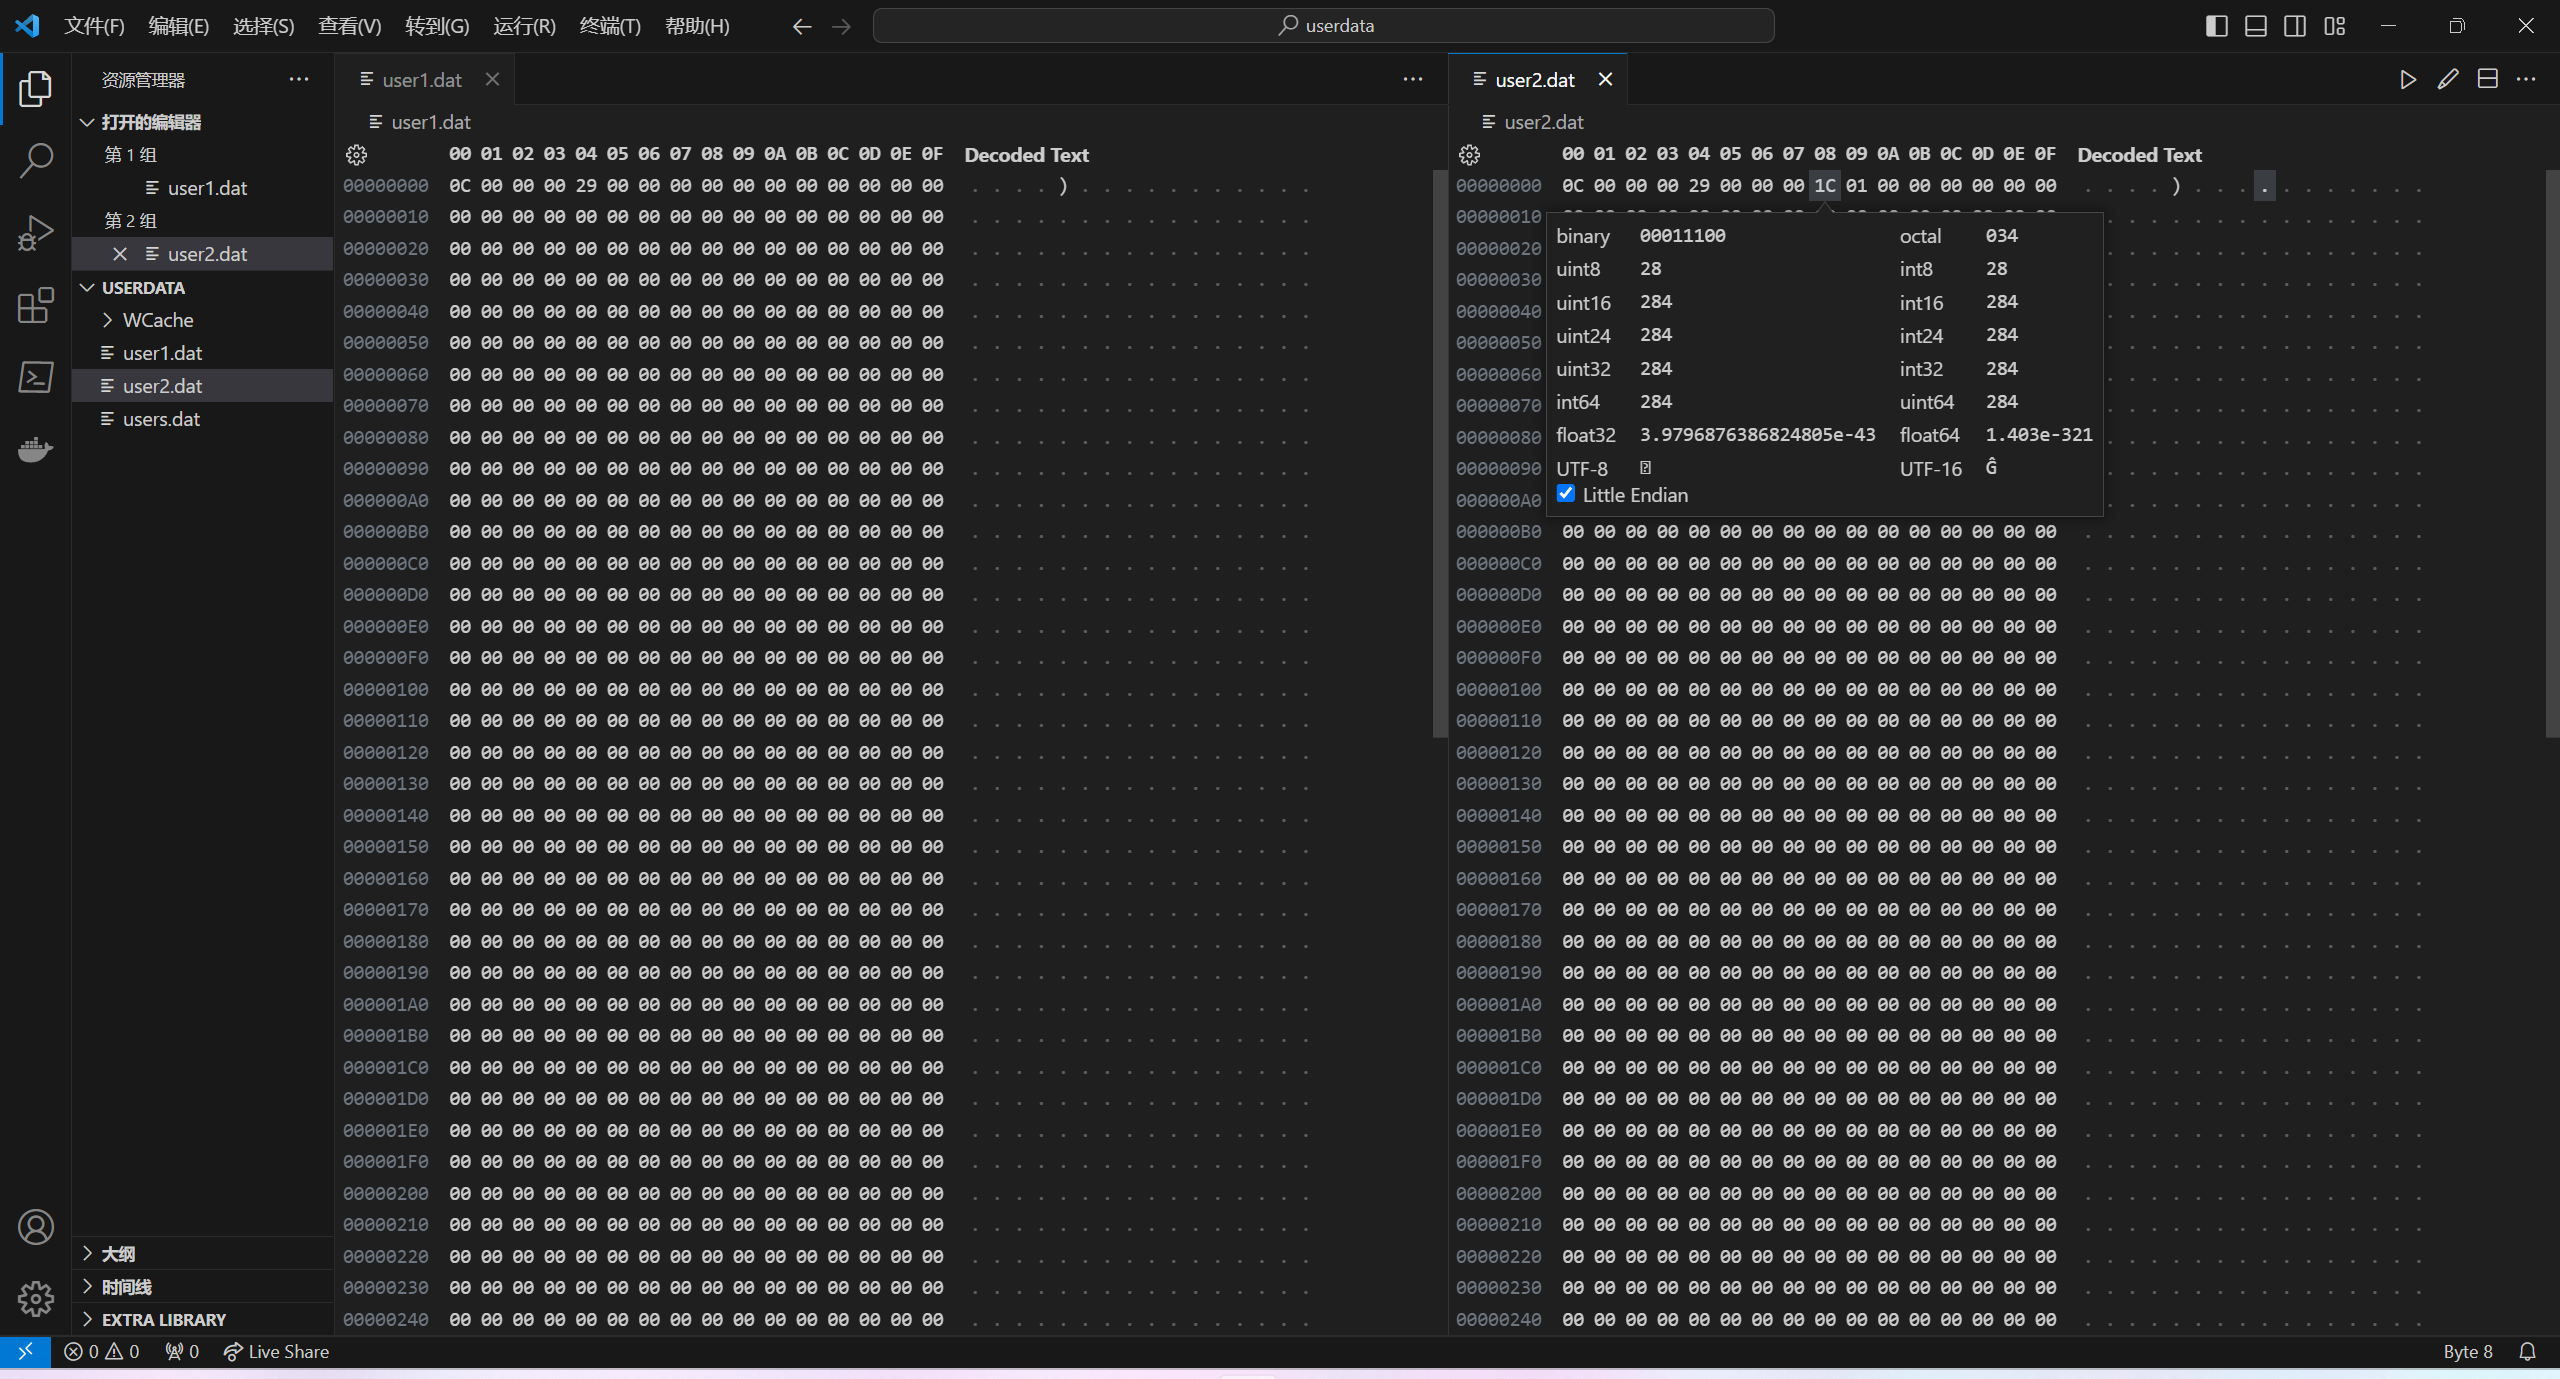 文件(F) 编辑(E) 选择(S) 查看(V) 转到(G) 运行(R) 终端(T) 帮助(H) userdata
资源管理器
打开的编辑器
第 1 组
user1.dat
第 2 组
user2.dat
USERDATA
WCache
user1.dat
user2.dat
users.dat
大纲
时间线
EXTRA LIBRARY
user1.dat
user1.dat
00 01 02 03 04 05 06 07 08 09 0A 0B 0C 0D 0E 0F Decoded Text
00000000 0C 00 00 00 29 00 00 00 00 00 00 00 00 00 00 00 . . . . ) . . . . . . . . . . .
00000010 00 00 00 00 00 00 00 00 00 00 00 00 00 00 00 00 . . . . . . . . . . . . . . . .
00000020 00 00 00 00 00 00 00 00 00 00 00 00 00 00 00 00 . . . . . . . . . . . . . . . .
00000030 00 00 00 00 00 00 00 00 00 00 00 00 00 00 00 00 . . . . . . . . . . . . . . . .
00000040 00 00 00 00 00 00 00 00 00 00 00 00 00 00 00 00 . . . . . . . . . . . . . . . .
00000050 00 00 00 00 00 00 00 00 00 00 00 00 00 00 00 00 . . . . . . . . . . . . . . . .
00000060 00 00 00 00 00 00 00 00 00 00 00 00 00 00 00 00 . . . . . . . . . . . . . . . .
00000070 00 00 00 00 00 00 00 00 00 00 00 00 00 00 00 00 . . . . . . . . . . . . . . . .
00000080 00 00 00 00 00 00 00 00 00 00 00 00 00 00 00 00 . . . . . . . . . . . . . . . .
00000090 00 00 00 00 00 00 00 00 00 00 00 00 00 00 00 00 . . . . . . . . . . . . . . . .
000000A0 00 00 00 00 00 00 00 00 00 00 00 00 00 00 00 00 . . . . . . . . . . . . . . . .
000000B0 00 00 00 00 00 00 00 00 00 00 00 00 00 00 00 00 . . . . . . . . . . . . . . . .
000000C0 00 00 00 00 00 00 00 00 00 00 00 00 00 00 00 00 . . . . . . . . . . . . . . . .
000000D0 00 00 00 00 00 00 00 00 00 00 00 00 00 00 00 00 . . . . . . . . . . . . . . . .
000000E0 00 00 00 00 00 00 00 00 00 00 00 00 00 00 00 00 . . . . . . . . . . . . . . . .
000000F0 00 00 00 00 00 00 00 00 00 00 00 00 00 00 00 00 . . . . . . . . . . . . . . . .
00000100 00 00 00 00 00 00 00 00 00 00 00 00 00 00 00 00 . . . . . . . . . . . . . . . .
00000110 00 00 00 00 00 00 00 00 00 00 00 00 00 00 00 00 . . . . . . . . . . . . . . . .
00000120 00 00 00 00 00 00 00 00 00 00 00 00 00 00 00 00 . . . . . . . . . . . . . . . .
00000130 00 00 00 00 00 00 00 00 00 00 00 00 00 00 00 00 . . . . . . . . . . . . . . . .
00000140 00 00 00 00 00 00 00 00 00 00 00 00 00 00 00 00 . . . . . . . . . . . . . . . .
00000150 00 00 00 00 00 00 00 00 00 00 00 00 00 00 00 00 . . . . . . . . . . . . . . . .
00000160 00 00 00 00 00 00 00 00 00 00 00 00 00 00 00 00 . . . . . . . . . . . . . . . .
00000170 00 00 00 00 00 00 00 00 00 00 00 00 00 00 00 00 . . . . . . . . . . . . . . . .
00000180 00 00 00 00 00 00 00 00 00 00 00 00 00 00 00 00 . . . . . . . . . . . . . . . .
00000190 00 00 00 00 00 00 00 00 00 00 00 00 00 00 00 00 . . . . . . . . . . . . . . . .
000001A0 00 00 00 00 00 00 00 00 00 00 00 00 00 00 00 00 . . . . . . . . . . . . . . . .
000001B0 00 00 00 00 00 00 00 00 00 00 00 00 00 00 00 00 . . . . . . . . . . . . . . . .
000001C0 00 00 00 00 00 00 00 00 00 00 00 00 00 00 00 00 . . . . . . . . . . . . . . . .
000001D0 00 00 00 00 00 00 00 00 00 00 00 00 00 00 00 00 . . . . . . . . . . . . . . . .
000001E0 00 00 00 00 00 00 00 00 00 00 00 00 00 00 00 00 . . . . . . . . . . . . . . . .
000001F0 00 00 00 00 00 00 00 00 00 00 00 00 00 00 00 00 . . . . . . . . . . . . . . . .
00000200 00 00 00 00 00 00 00 00 00 00 00 00 00 00 00 00 . . . . . . . . . . . . . . . .
00000210 00 00 00 00 00 00 00 00 00 00 00 00 00 00 00 00 . . . . . . . . . . . . . . . .
00000220 00 00 00 00 00 00 00 00 00 00 00 00 00 00 00 00 . . . . . . . . . . . . . . . .
00000230 00 00 00 00 00 00 00 00 00 00 00 00 00 00 00 00 . . . . . . . . . . . . . . . .
00000240 00 00 00 00 00 00 00 00 00 00 00 00 00 00 00 00 . . . . . . . . . . . . . . . .
user2.dat
user2.dat
00 01 02 03 04 05 06 07 08 09 0A 0B 0C 0D 0E 0F Decoded Text
00000000 0C 00 00 00 29 00 00 00 1C 01 00 00 00 00 00 00 . . . . ) . . . . . . . . . . .
00000010
00000020
00000030
00000040
00000050
00000060
00000070
00000080
00000090
000000A0
binary 00011100 octal 034
uint8 28 int8 28
uint16 284 int16 284
uint24 284 int24 284
uint32 284 int32 284
int64 284 uint64 284
float32 3.9796876386824805e-43 float64 1.403e-321
UTF-8 UTF-16 Ĝ
Little Endian
000000B0 00 00 00 00 00 00 00 00 00 00 00 00 00 00 00 00 . . . . . . . . . . . . . . . .
000000C0 00 00 00 00 00 00 00 00 00 00 00 00 00 00 00 00 . . . . . . . . . . . . . . . .
000000D0 00 00 00 00 00 00 00 00 00 00 00 00 00 00 00 00 . . . . . . . . . . . . . . . .
000000E0 00 00 00 00 00 00 00 00 00 00 00 00 00 00 00 00 . . . . . . . . . . . . . . . .
000000F0 00 00 00 00 00 00 00 00 00 00 00 00 00 00 00 00 . . . . . . . . . . . . . . . .
00000100 00 00 00 00 00 00 00 00 00 00 00 00 00 00 00 00 . . . . . . . . . . . . . . . .
00000110 00 00 00 00 00 00 00 00 00 00 00 00 00 00 00 00 . . . . . . . . . . . . . . . .
00000120 00 00 00 00 00 00 00 00 00 00 00 00 00 00 00 00 . . . . . . . . . . . . . . . .
00000130 00 00 00 00 00 00 00 00 00 00 00 00 00 00 00 00 . . . . . . . . . . . . . . . .
00000140 00 00 00 00 00 00 00 00 00 00 00 00 00 00 00 00 . . . . . . . . . . . . . . . .
00000150 00 00 00 00 00 00 00 00 00 00 00 00 00 00 00 00 . . . . . . . . . . . . . . . .
00000160 00 00 00 00 00 00 00 00 00 00 00 00 00 00 00 00 . . . . . . . . . . . . . . . .
00000170 00 00 00 00 00 00 00 00 00 00 00 00 00 00 00 00 . . . . . . . . . . . . . . . .
00000180 00 00 00 00 00 00 00 00 00 00 00 00 00 00 00 00 . . . . . . . . . . . . . . . .
00000190 00 00 00 00 00 00 00 00 00 00 00 00 00 00 00 00 . . . . . . . . . . . . . . . .
000001A0 00 00 00 00 00 00 00 00 00 00 00 00 00 00 00 00 . . . . . . . . . . . . . . . .
000001B0 00 00 00 00 00 00 00 00 00 00 00 00 00 00 00 00 . . . . . . . . . . . . . . . .
000001C0 00 00 00 00 00 00 00 00 00 00 00 00 00 00 00 00 . . . . . . . . . . . . . . . .
000001D0 00 00 00 00 00 00 00 00 00 00 00 00 00 00 00 00 . . . . . . . . . . . . . . . .
000001E0 00 00 00 00 00 00 00 00 00 00 00 00 00 00 00 00 . . . . . . . . . . . . . . . .
000001F0 00 00 00 00 00 00 00 00 00 00 00 00 00 00 00 00 . . . . . . . . . . . . . . . .
00000200 00 00 00 00 00 00 00 00 00 00 00 00 00 00 00 00 . . . . . . . . . . . . . . . .
00000210 00 00 00 00 00 00 00 00 00 00 00 00 00 00 00 00 . . . . . . . . . . . . . . . .
00000220 00 00 00 00 00 00 00 00 00 00 00 00 00 00 00 00 . . . . . . . . . . . . . . . .
00000230 00 00 00 00 00 00 00 00 00 00 00 00 00 00 00 00 . . . . . . . . . . . . . . . .
00000240 00 00 00 00 00 00 00 00 00 00 00 00 00 00 00 00 . . . . . . . . . . . . . . . .
0 0 0 Live Share Byte 8